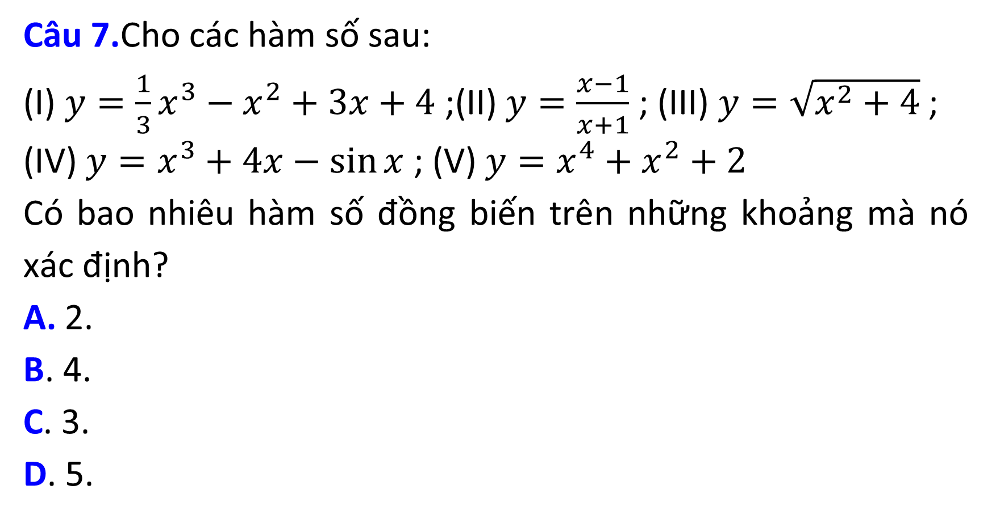 Câu 7.Cho các hàm số sau:
(I) y = \frac{1}{3}x^3 − x^2 + 3x + 4 ;(II) y = \frac{x−1}{x+1} ; (III) y = \sqrt{x^2 + 4} ;
(IV) y = x^3 + 4x − sin x ; (V) y = x^4 + x^2 + 2
Có bao nhiêu hàm số đồng biến trên những khoảng mà nó
xác định?
A. 2.
B. 4.
C. 3.
D. 5.